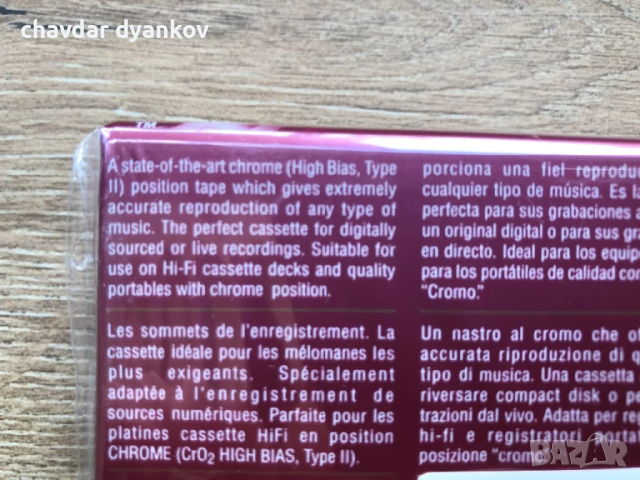 chavdar dyankov
TM
A state-of-the-art chrome (High Bias, Type
II) position tape which gives extremely
accurate reproduction of any type of
music. The perfect cassette for digitally
sourced or live recordings. Suitable for
use on Hi-Fi cassette decks and quality
portables with chrome position.
porciona una fiel reproduc
cualquier tipo de música. Es la
perfecta para sus grabaciones
un original digital o para sus gra
en directo. Ideal para los equip
para los portátiles de calidad con
"Cromo."
Les sommets de l'enregistrement. La
cassette idéale pour les mélomanes les
plus exigeants. Spécialement
adaptée à l'enregistrement de
sources numériques. Parfaite pour les
platines cassette HiFi en position
CHROME (CrO2 HIGH BIAS, Type II).
Un nastro al cromo che of
accurata riproduzione di q
tipo di musica. Una cassetta
riversare compact disk o pe
trazioni dal vivo. Adatta per reg
hi-fi e registratori portat
posizione "cromo
BAZAR